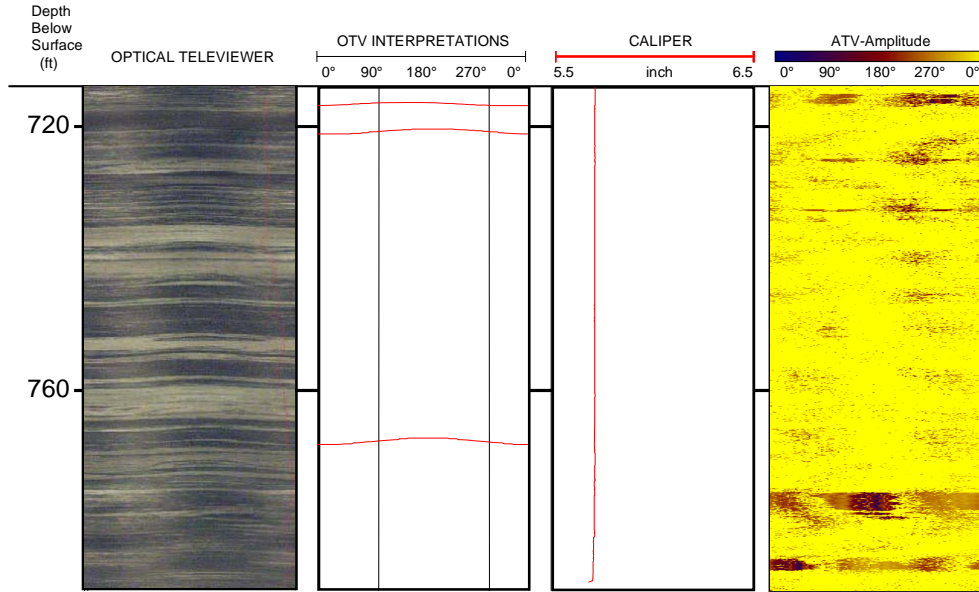 Depth
Below
Surface
(ft)
OPTICAL TELEVIEWER
OTV INTERPRETATIONS
0° 90° 180° 270° 0°
CALIPER
5.5 inch 6.5
ATV-Amplitude
0° 90° 180° 270° 0°
720
760